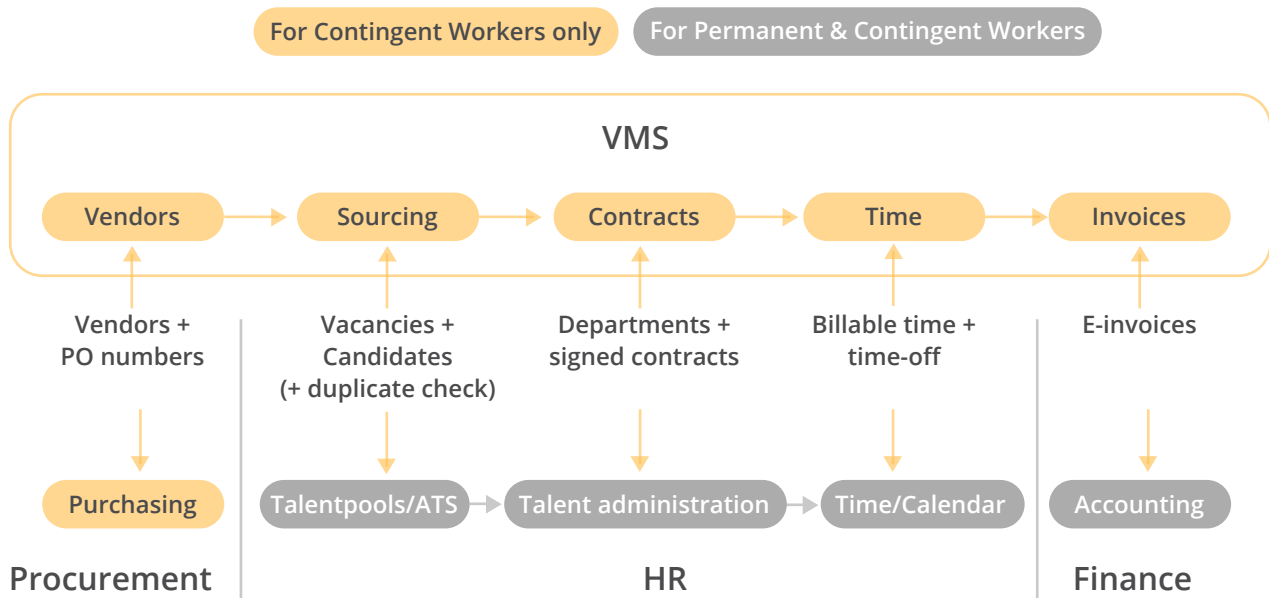 For Contingent Workers only
For Permanent & Contingent Workers
VMS
Vendors
Sourcing
Contracts
Time
Invoices
Vendors +
PO numbers
Vacancies +
Candidates
(+ duplicate check)
Departments +
signed contracts
Billable time +
time-off
E-invoices
Purchasing
Talentpools/ATS
Talent administration
Time/Calendar
Accounting
Procurement
HR
Finance